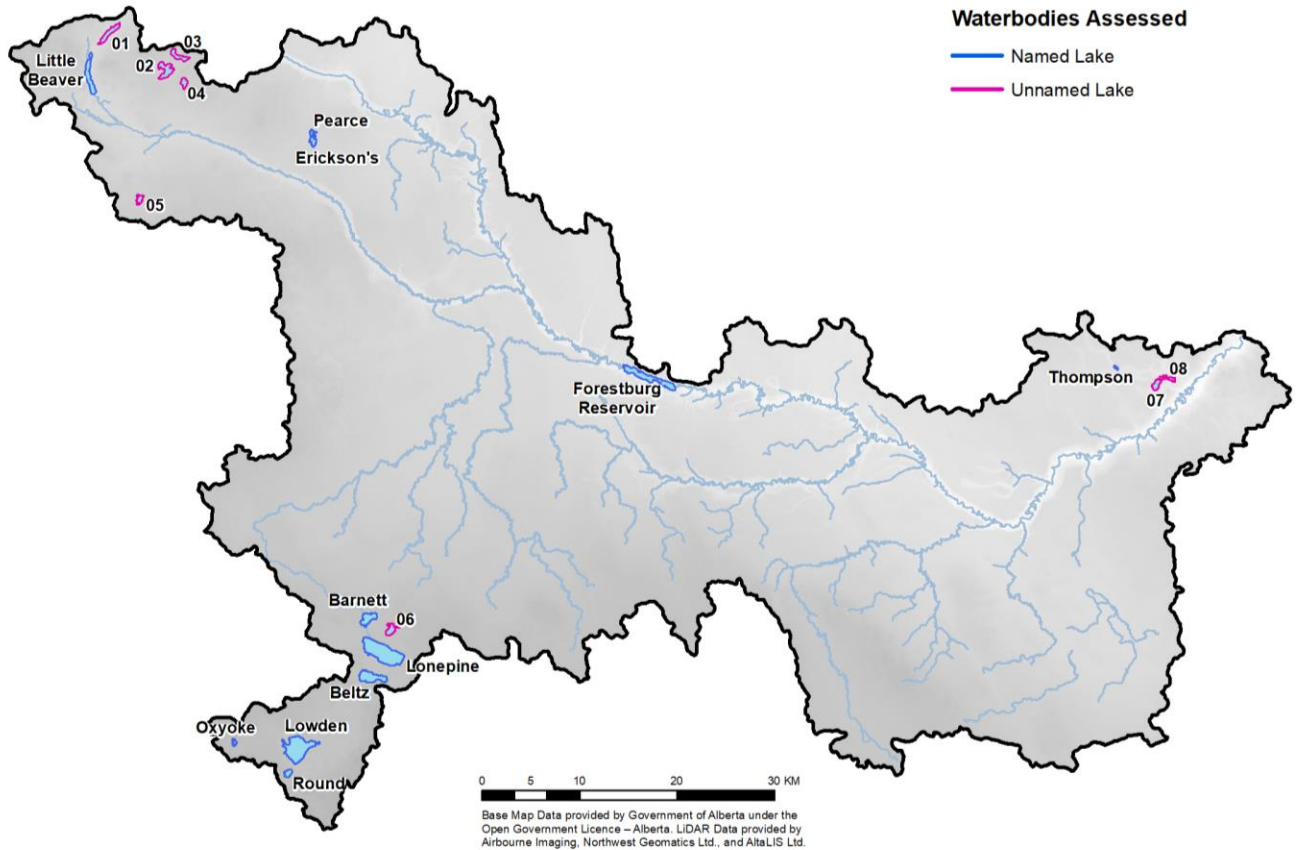 Waterbodies Assessed
Named Lake
Unnamed Lake
01
03
Little
Beaver
02
04
Pearce
Erickson's
05
Forestburg
Reservoir
Thompson
08
07
Barnett
06
Lonepine
Beltz
Oxyoke
Lowden
Round
0 5 10 20 30 KM
Base Map Data provided by Government of Alberta under the
Open Government Licence – Alberta. LiDAR Data provided by
Airbourne Imaging, Northwest Geomatics Ltd., and AltaLIS Ltd.